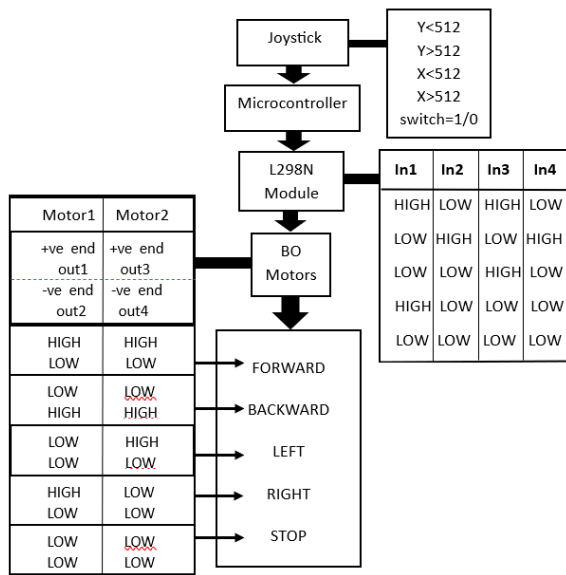 Joystick
Y<512
Y>512
X<512
X>512
switch=1/0
Microcontroller
L298N
Module
In1 In2 In3 In4
HIGH LOW HIGH LOW
LOW HIGH LOW HIGH
LOW LOW HIGH LOW
HIGH LOW LOW LOW
LOW LOW LOW LOW
BO
Motors
Motor1 Motor2
+ve end +ve end
out1 out3
-ve end -ve end
out2 out4
HIGH HIGH
LOW LOW
FORWARD
LOW LOW
HIGH HIGH
BACKWARD
LOW HIGH
LOW LOW
LEFT
HIGH LOW
LOW LOW
RIGHT
LOW LOW
LOW LOW
STOP